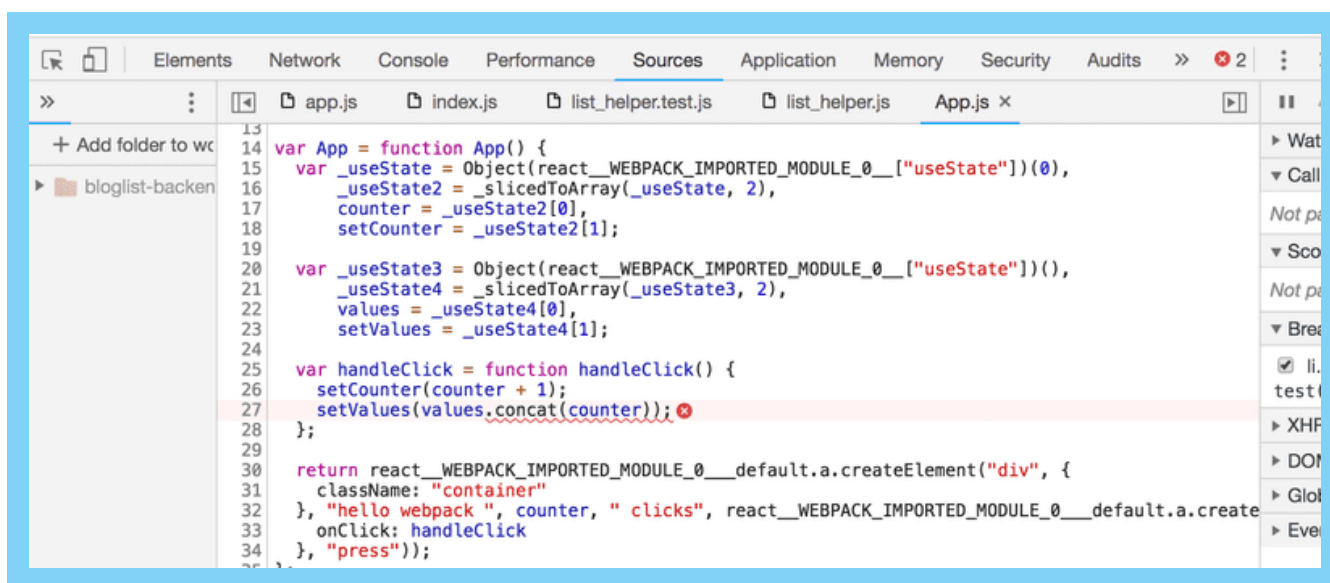 Elements Network Console Performance Sources Application Memory Security Audits » 2
» app.js index.js list_helper.test.js list_helper.js App.js ×
+ Add folder to wc
bloglist-backen
13
14 var App = function App() {
15 var _useState = Object(react__WEBPACK_IMPORTED_MODULE_0__["useState"])(0),
16 _useState2 = _slicedToArray(_useState, 2),
17 counter = _useState2[0],
18 setCounter = _useState2[1];
19
20 var _useState3 = Object(react__WEBPACK_IMPORTED_MODULE_0__["useState"])(),
21 _useState4 = _slicedToArray(_useState3, 2),
22 values = _useState4[0],
23 setValues = _useState4[1];
24
25 var handleClick = function handleClick() {
26 setCounter(counter + 1);
27 setValues(values.concat(counter));
28 };
29
30 return react__WEBPACK_IMPORTED_MODULE_0___default.a.createElement("div", {
31 className: "container"
32 }, "hello webpack ", counter, " clicks", react__WEBPACK_IMPORTED_MODULE_0___default.a.create
33 onClick: handleClick
34 }, "press"));
Wat
Call
Not pa
Sco
Not pa
Brea
li.
test(
XHR
DOM
Glob
Eve